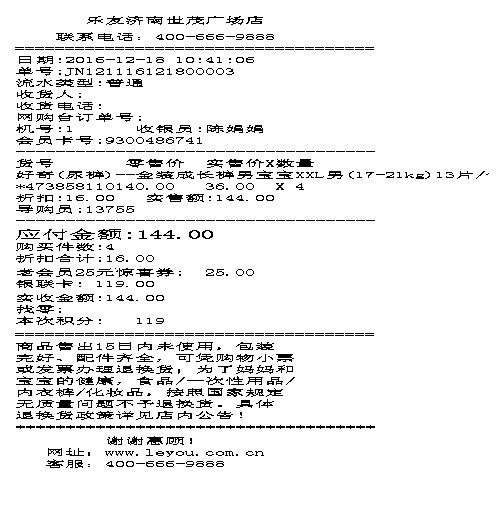 乐友济南世茂广场店
联系电话: 400-666-9888
=====================================
日期:2016-12-18 10:41:06
单号:JN121116121800003
流水类型:普通
收货人:
收货电话:
网购台订单号:
机号:1 收银员:陈娟娟
会员卡号:9300486741
-------------------------------------
货号 零售价 实售价X数量
好奇(尿裤)--金装成长裤男宝宝XXL男(17-21kg)13片/
*473858110140.00 36.00 X 4
折扣:16.00 实售额:144.00
导购员:13755
-------------------------------------
应付金额:144.00
购买件数:4
折扣合计:16.00
老会员25元惊喜券: 25.00
银联卡: 119.00
实收金额:144.00
找零:
本次积分: 119
=====================================
商品售出15日内未使用, 包装
完好、配件齐全, 可凭购物小票
或发票办理退换货; 为了妈妈和
宝宝的健康, 食品/一次性用品/
内衣裤/化妆品, 按照国家规定
无质量问题不予退换货。具体
退换货政策详见店内公告!
*************************************
谢谢惠顾!
网址: www.leyou.com.cn
客服: 400-666-9888